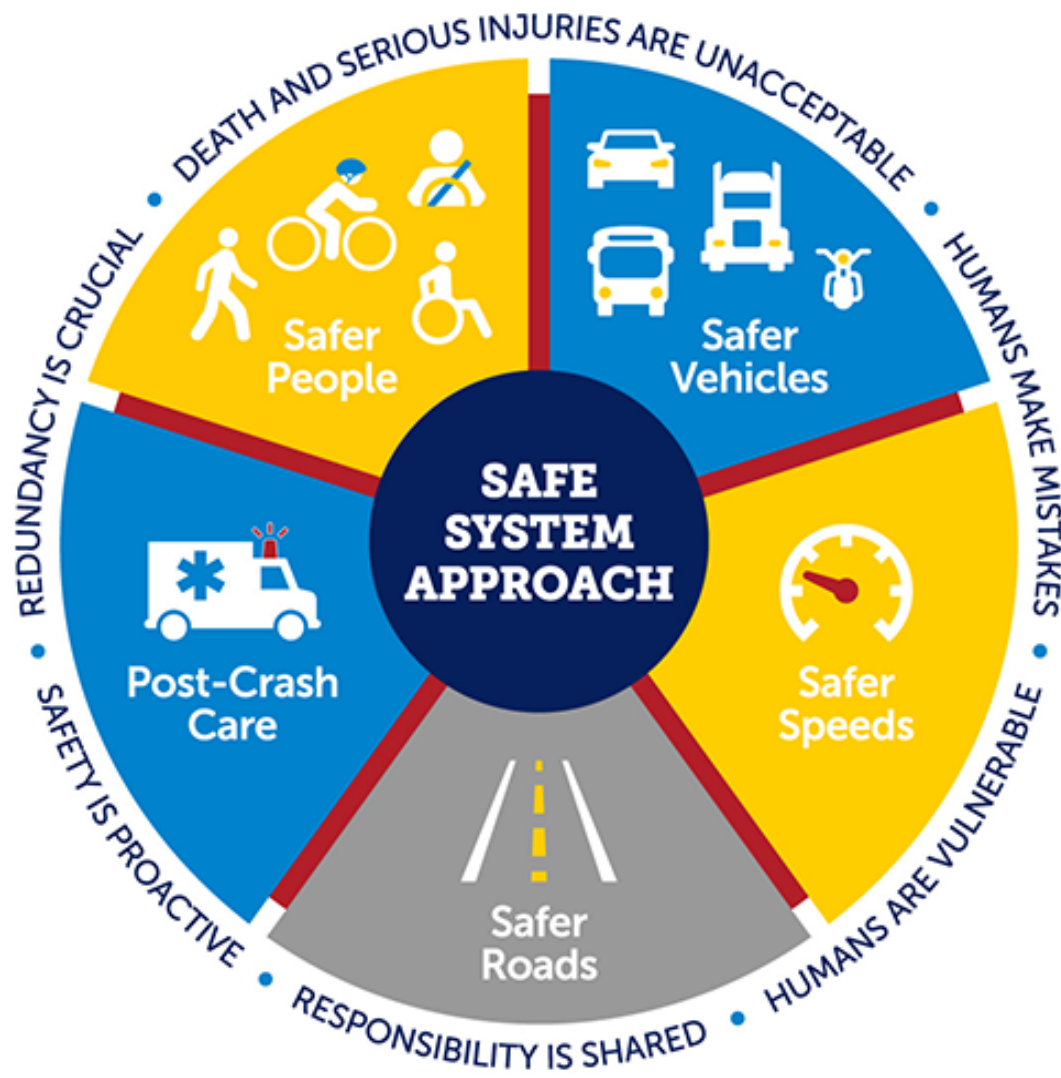 DEATH AND SERIOUS INJURIES ARE UNACCEPTABLE
HUMANS MAKE MISTAKES
HUMANS ARE VULNERABLE
RESPONSIBILITY IS SHARED
SAFETY IS PROACTIVE
REDUNDANCY IS CRUCIAL
Safer
People
Safer
Vehicles
SAFE
SYSTEM
APPROACH
Post-Crash
Care
Safer
Speeds
Safer
Roads